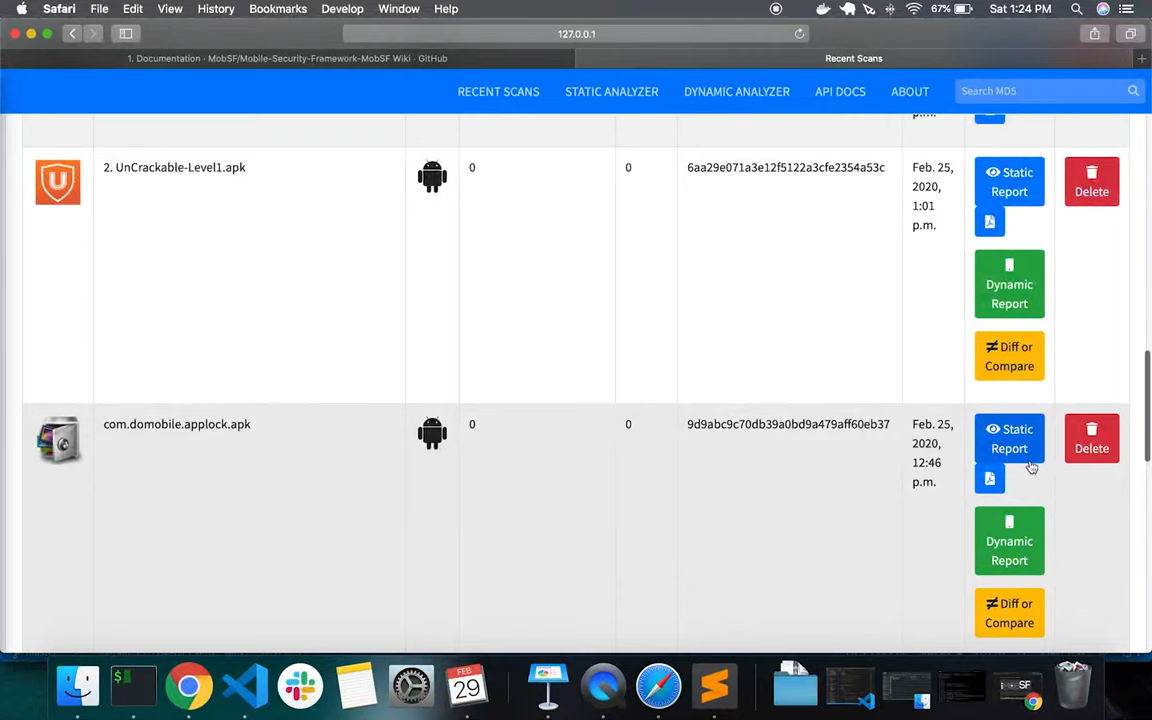 Safari File Edit View History Bookmarks Develop Window Help 67% Sat 1:24 PM
127.0.0.1
1. Documentation · MobSF/Mobile-Security-Framework-MobSF Wiki · GitHub Recent Scans
RECENT SCANS STATIC ANALYZER DYNAMIC ANALYZER API DOCS ABOUT Search MD5
p.m.
2. UnCrackable-Level1.apk 0 0 6aa29e071a3e12f5122a3cfe2354a53c Feb. 25, Static
2020, Report Delete
1:01
p.m.
Dynamic
Report
Diff or
Compare
com.domobile.applock.apk 0 0 9d9abc9c70db39a0bd9a479aff60eb37 Feb. 25, Static
2020, Report Delete
12:46
p.m.
Dynamic
Report
Diff or
Compare
FEB
29
SF